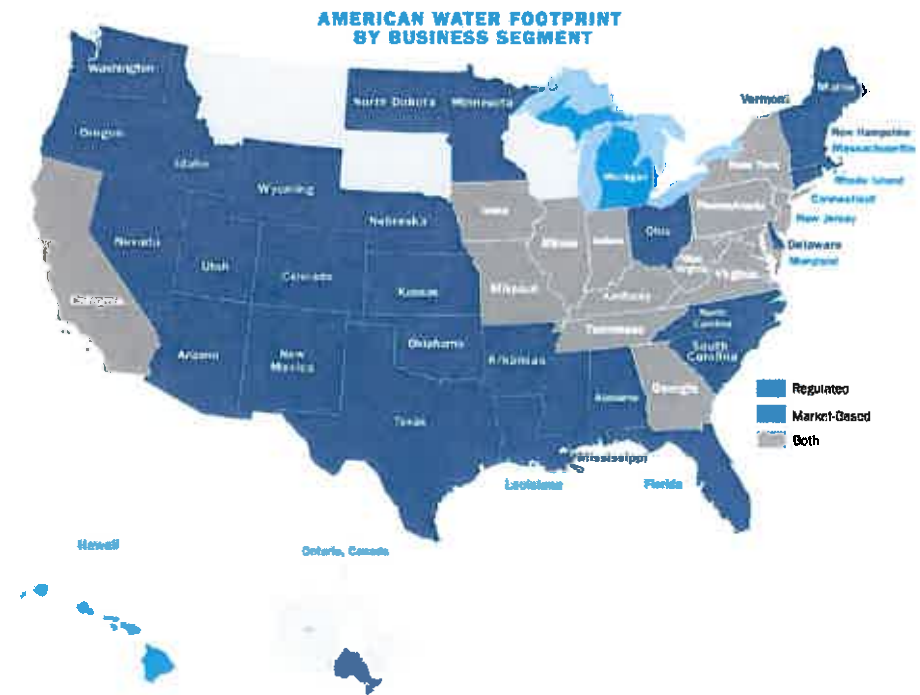 AMERICAN WATER FOOTPRINT
BY BUSINESS SEGMENT
Washington
North Dakota
Minnesota
Maine
Vermont
Oregon
New Hampshire
Massachusetts
Idaho
Michigan
New York
Rhode Island
Wyoming
Connecticut
Iowa
Pennsylvania
New Jersey
Nebraska
Ohio
Nevada
Illinois
Indiana
Delaware
Maryland
Utah
Colorado
West
Virginia
Virginia
Kansas
Missouri
Kentucky
California
North
Carolina
Tennessee
Oklahoma
South
Carolina
Arizona
New
Mexico
Arkansas
Georgia
Regulated
Alabama
Market-Based
Texas
Both
Mississippi
Louisiana
Florida
Hawaii
Ontario, Canada